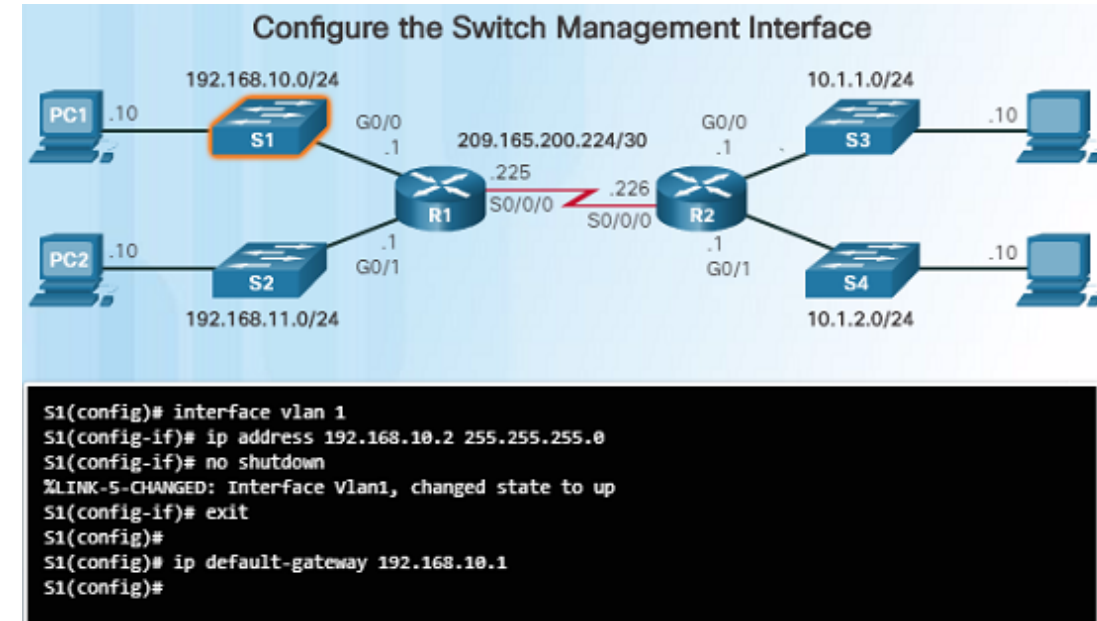 Configure the Switch Management Interface
192.168.10.0/24
10.1.1.0/24
PC1
.10
S1
G0/0
.1
209.165.200.224/30
G0/0
.1
S3
.10
.225
S0/0/0
.226
S0/0/0
R1
R2
PC2
.10
S2
.1
G0/1
.1
G0/1
S4
.10
192.168.11.0/24
10.1.2.0/24
S1(config)# interface vlan 1
S1(config-if)# ip address 192.168.10.2 255.255.255.0
S1(config-if)# no shutdown
%LINK-5-CHANGED: Interface Vlan1, changed state to up
S1(config-if)# exit
S1(config)#
S1(config)# ip default-gateway 192.168.10.1
S1(config)#